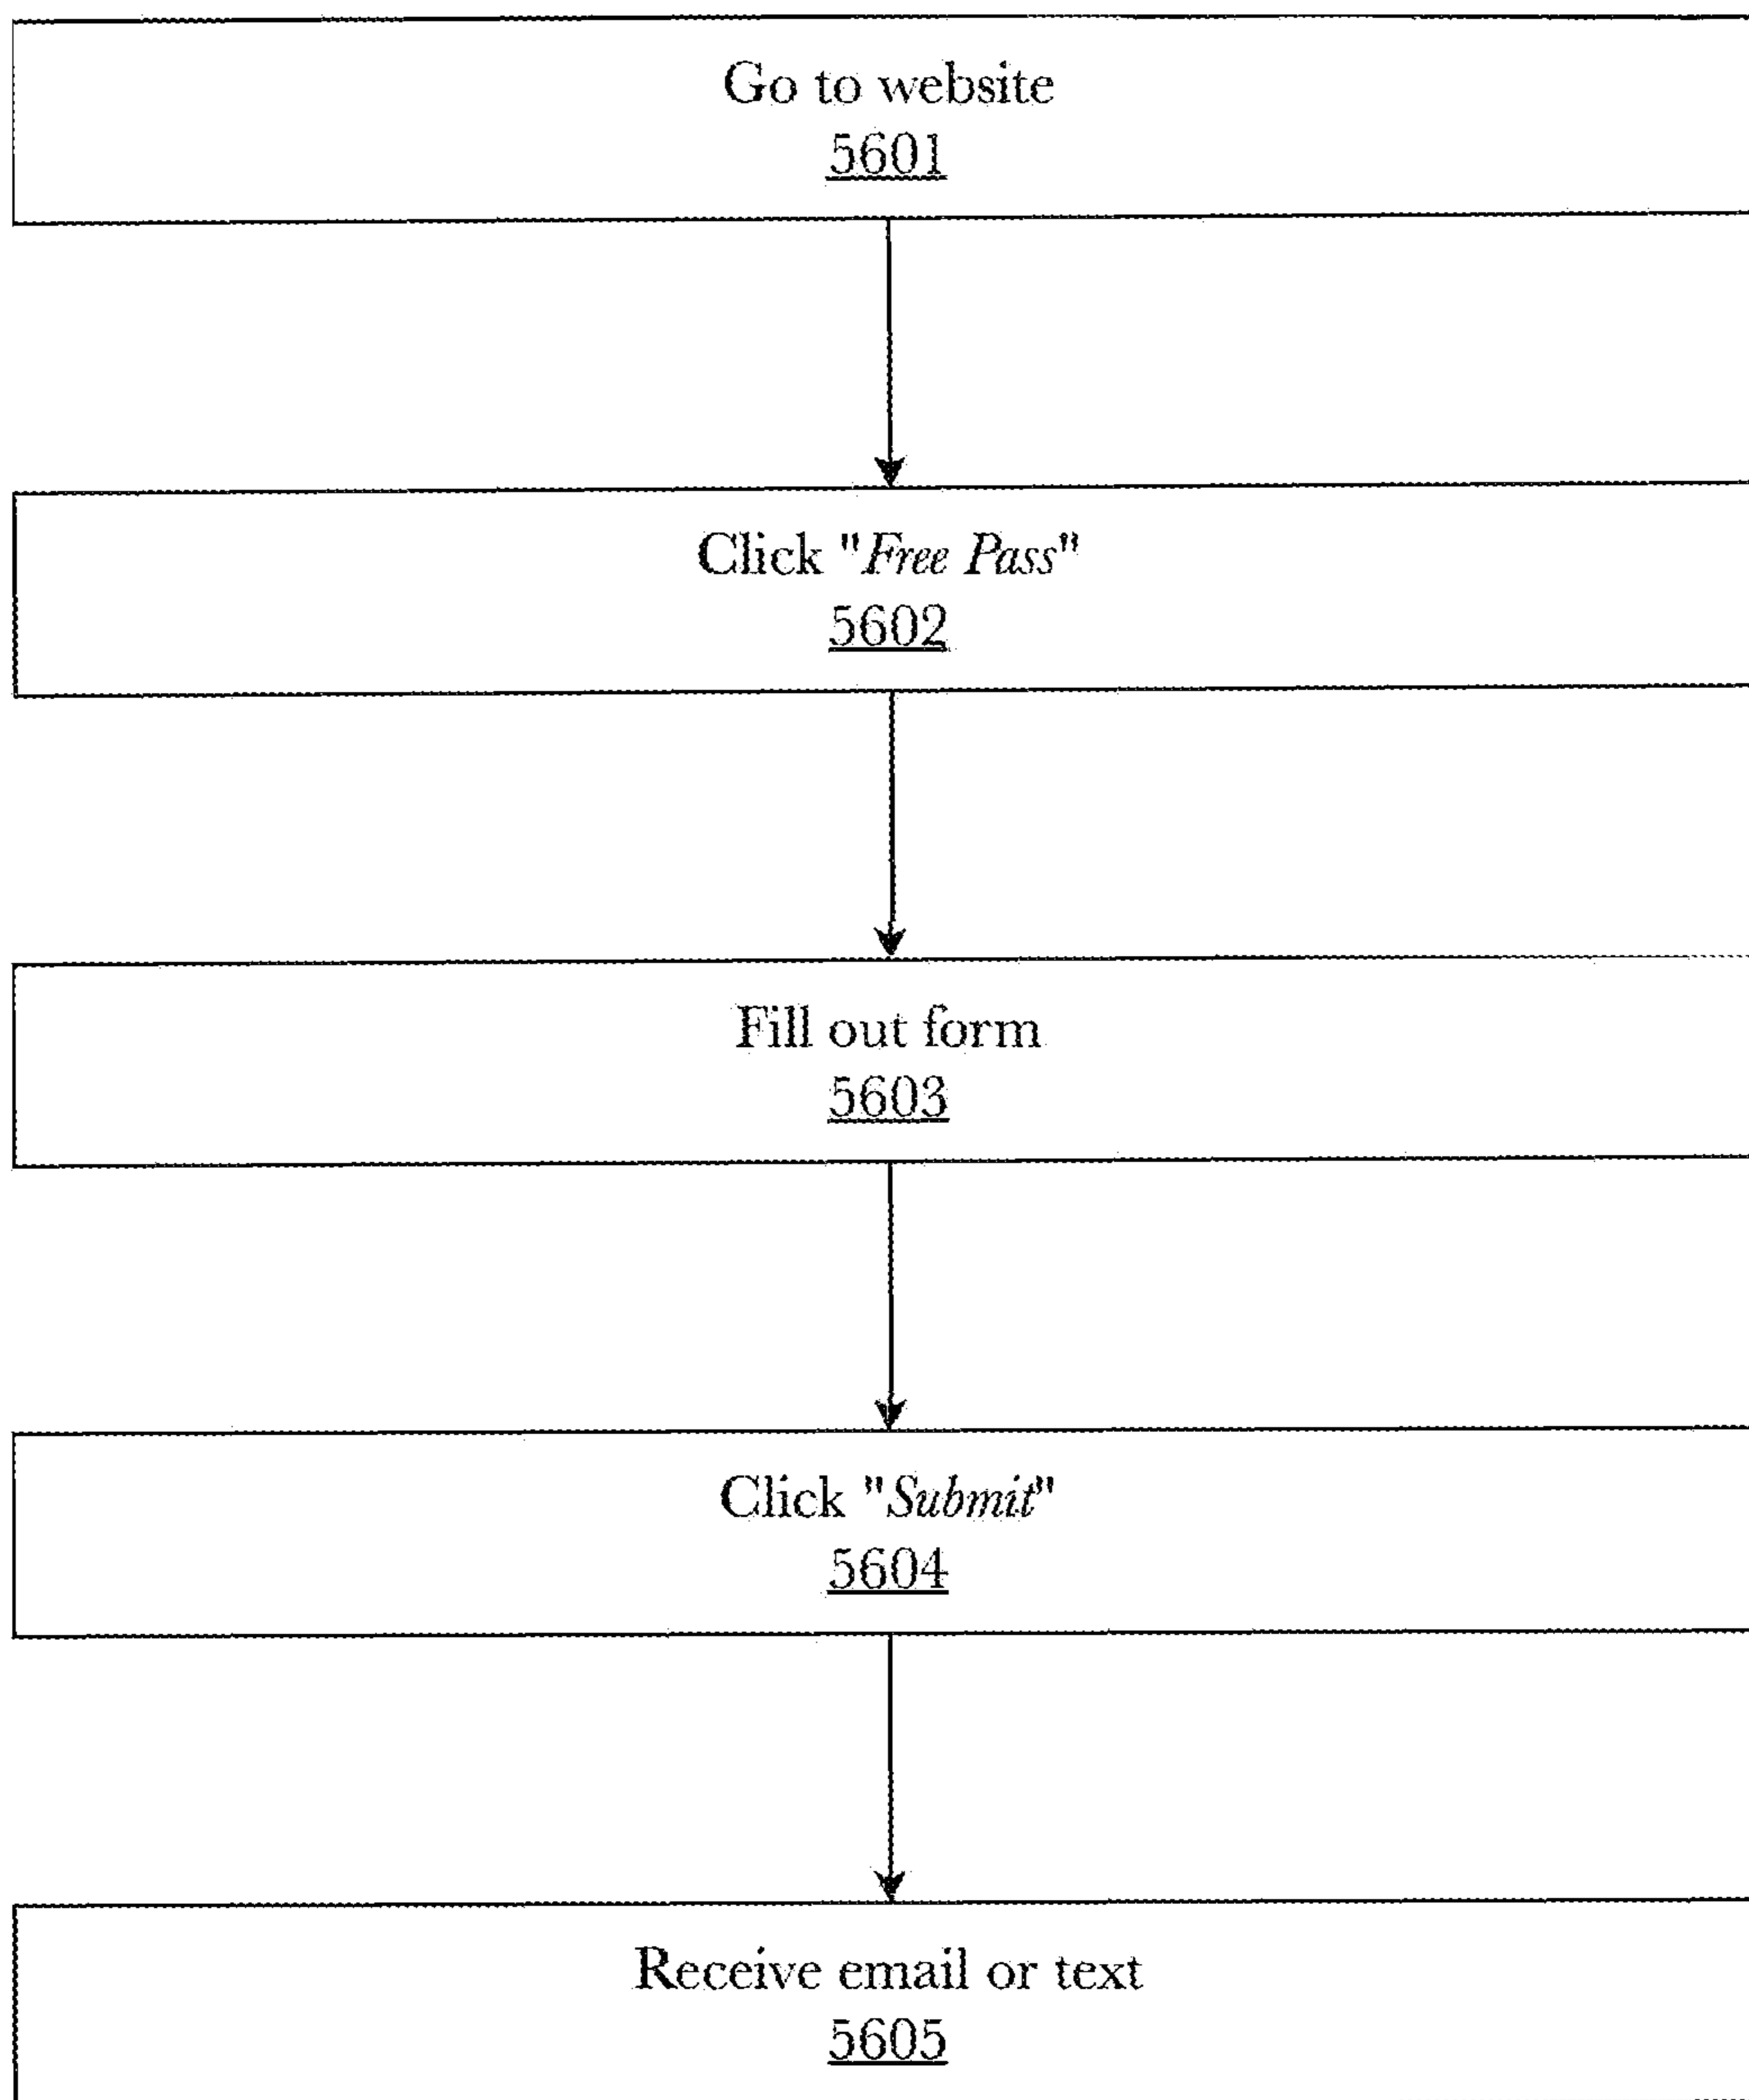 Go to website
5601
Click "Free Pass"
5602
Fill out form
5603
Click "Submit"
5604
Receive email or text
5605